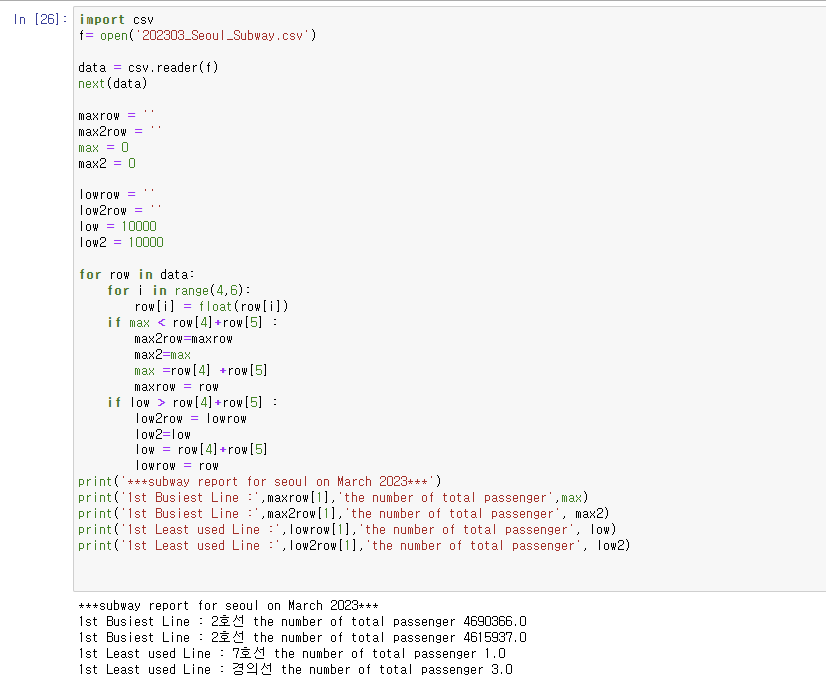 In [26]:
import csv
f= open('202303_Seoul_Subway.csv')
data = csv.reader(f)
next(data)
maxrow = ''
max2row = ''
max = 0
max2 = 0
lowrow = ''
low2row = ''
low = 10000
low2 = 10000
for row in data:
    for i in range(4,6):
        row[i] = float(row[i])
    if max < row[4]+row[5] :
        max2row=maxrow
        max2=max
        max =row[4] +row[5]
        maxrow = row
    if low > row[4]+row[5] :
        low2row = lowrow
        low2=low
        low = row[4]+row[5]
        lowrow = row
print('***subway report for seoul on March 2023***')
print('1st Busiest Line :',maxrow[1],'the number of total passenger',max)
print('1st Busiest Line :',max2row[1],'the number of total passenger', max2)
print('1st Least used Line :',lowrow[1],'the number of total passenger', low)
print('1st Least used Line :',low2row[1],'the number of total passenger', low2)
***subway report for seoul on March 2023***
1st Busiest Line : 2호선 the number of total passenger 4690366.0
1st Busiest Line : 2호선 the number of total passenger 4615937.0
1st Least used Line : 7호선 the number of total passenger 1.0
1st Least used Line : 경의선 the number of total passenger 3.0